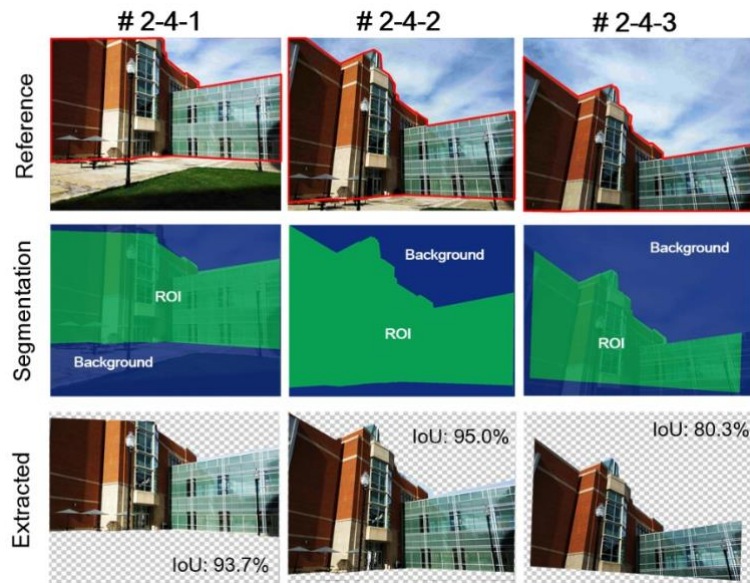 # 2-4-1 # 2-4-2 # 2-4-3
Reference
Segmentation
Background
Background
ROI
ROI
ROI
Background
Extracted
IoU: 95.0%
IoU: 80.3%
IoU: 93.7%